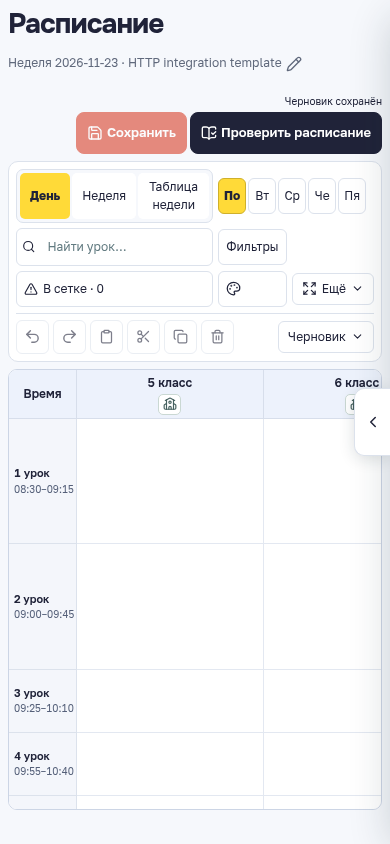 Расписание
Неделя 2026-11-23 · HTTP integration template
Черновик сохранён
Сохранить
Проверить расписание
День
Неделя
Таблица
недели
По
Вт
Ср
Че
Пя
Найти урок...
Фильтры
В сетке · 0
Ещё
Черновик
Время
5 класс
6 класс
1 урок
08:30–09:15
2 урок
09:00–09:45
3 урок
09:25–10:10
4 урок
09:55–10:40